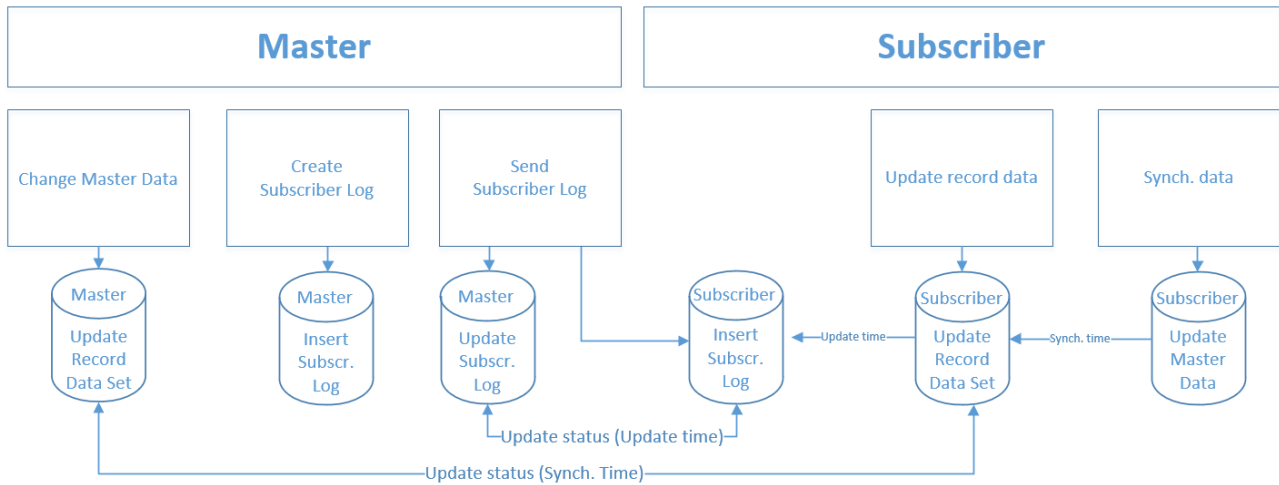 Master
Subscriber
Change Master Data
Create
Subscriber Log
Send
Subscriber Log
Update record data
Synch. data
Master
Update
Record
Data Set
Master
Insert
Subscr.
Log
Master
Update
Subscr.
Log
Subscriber
Insert
Subscr.
Log
Update time
Subscriber
Update
Record
Data Set
Synch. time
Subscriber
Update
Master
Data
Update status (Update time)
Update status (Synch. Time)